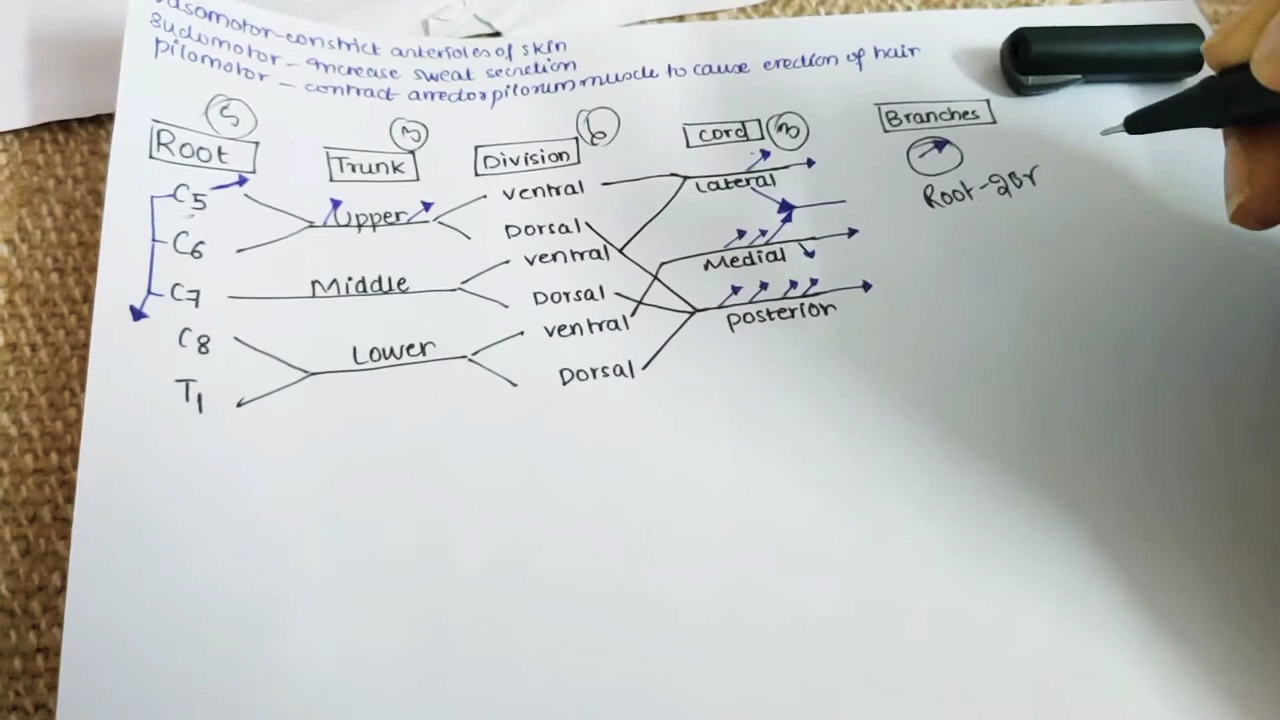 vasomotor-constrict arterioles of skin
sudomotor - increase sweat secretion
pilomotor - contract arrector pilorum muscle to cause erection of hair
5 3 6 3
Root Trunk Division cord Branches
C5 Upper ventral Lateral Root-2Br
C6 Dorsal
ventral Medial
C7 Middle Dorsal posterior
C8 Lower ventral
T1 Dorsal